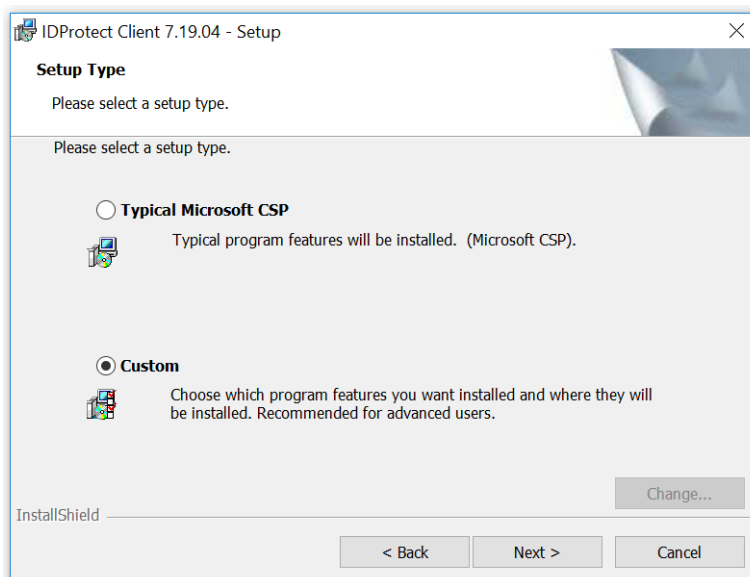 IDProtect Client 7.19.04 - Setup
Setup Type
Please select a setup type.
Please select a setup type.
Typical Microsoft CSP
Typical program features will be installed. (Microsoft CSP).
Custom
Choose which program features you want installed and where they will
be installed. Recommended for advanced users.
Change...
InstallShield
< Back
Next >
Cancel